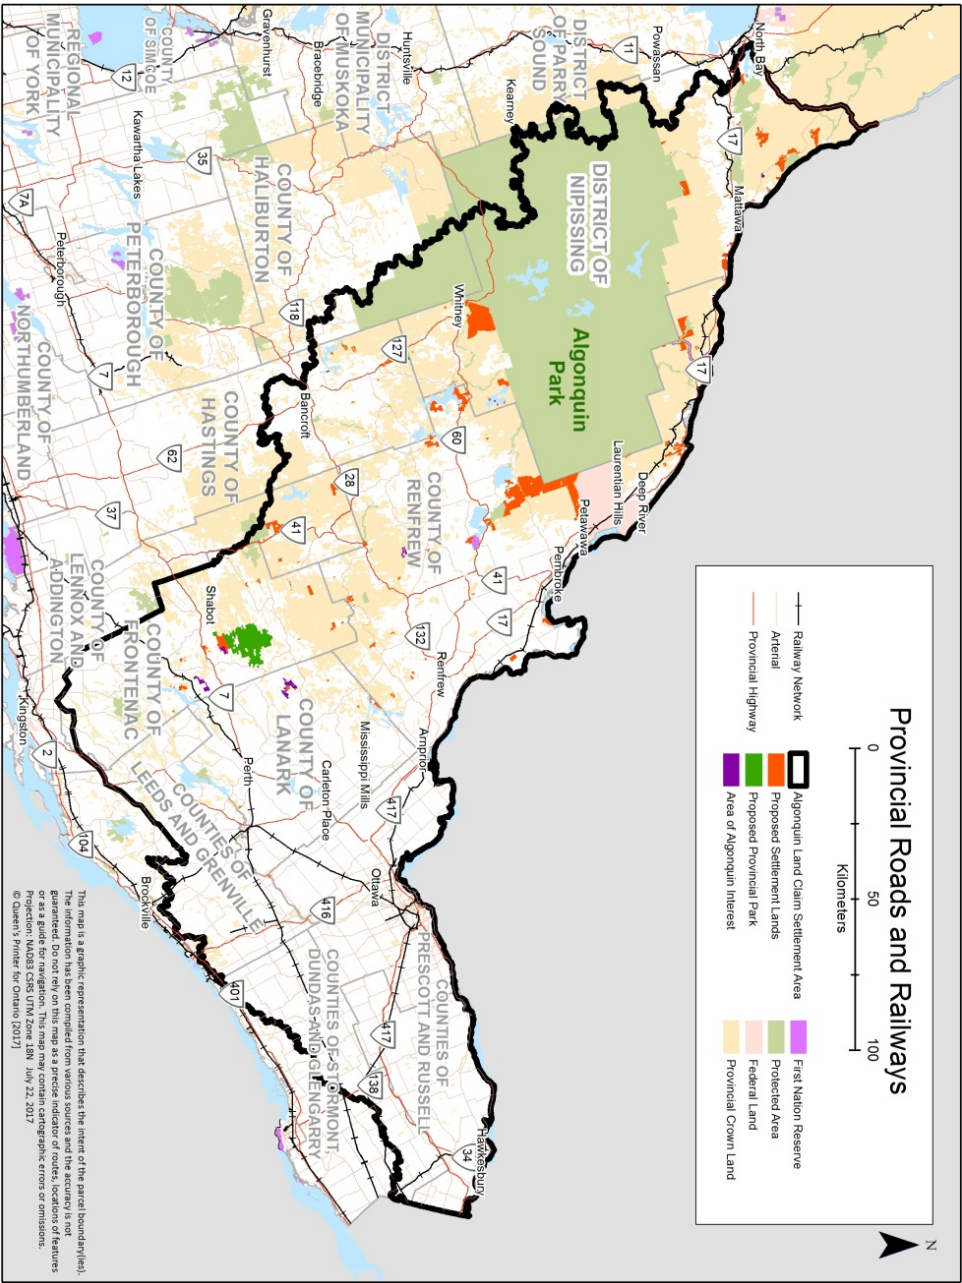 Provincial Roads and Railways
0
50
100
Kilometers
Railway Network
Arterial
Provincial Highway
Algonquin Land Claim Settlement Area
Proposed Settlement Lands
Proposed Provincial Park
Area of Algonquin Interest
First Nation Reserve
Protected Area
Federal Land
Provincial Crown Land
N
North Bay
17
Mattawa
Powassan
11
DISTRICT
OF PARRY
SOUND
Kearney
DISTRICT OF
NIPISSING
Algonquin
Park
17
Deep River
Laurentian Hills
Petawawa
Pembroke
Huntsville
DISTRICT
MUNICIPALITY
OF MUSKOKA
Bracebridge
Gravenhurst
Whitney
127
60
COUNTY OF
RENFREW
41
17
132
Renfrew
Arnprior
COUNTY OF
HALIBURTON
118
Bancroft
28
41
35
COUNTY
OF SIMCOE
12
REGIONAL
MUNICIPALITY
OF YORK
Kawartha Lakes
7A
Peterborough
COUNTY OF
PETERBOROUGH
7
COUNTY OF
NORTHUMBERLAND
62
COUNTY OF
HASTINGS
37
COUNTY OF
LENNOX AND
ADDINGTON
COUNTY OF
FRONTENAC
Shabot
7
COUNTY OF
LANARK
Mississippi Mills
Carleton Place
Perth
417
Ottawa
416
COUNTIES OF
LEEDS AND GRENVILLE
Kingston
2
104
Brockville
401
COUNTIES OF
PRESCOTT AND RUSSELL
417
COUNTIES OF STORMONT,
DUNDAS AND GLENGARRY
138
34
Hawkesbury
This map is a graphic representation that describes the intent of the parcel boundary(ies).
The information has been compiled from various sources and the accuracy is not
guaranteed. Do not rely on this map as a precise indicator of routes, locations of features
or as a guide for navigation. This map may contain cartographic errors or omissions.
Projection: NAD83 CSRS UTM Zone 18N July 22, 2017
© Queen's Printer for Ontario [2017]